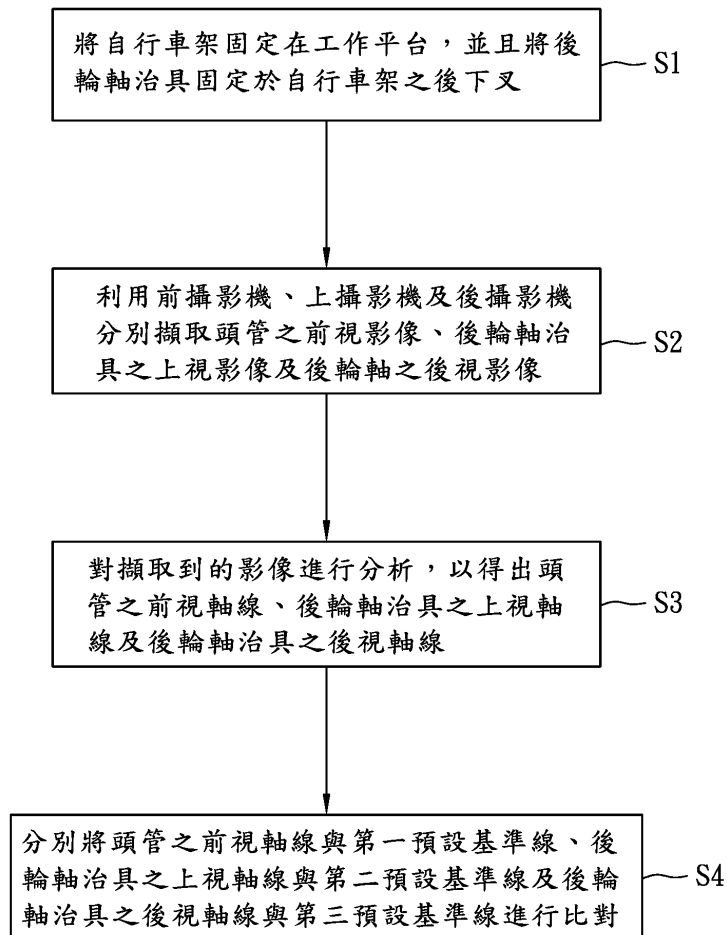 將自行車架固定在工作平台，並且將後
輪軸治具固定於自行車架之後下叉
S1
利用前攝影機、上攝影機及後攝影機
分別擷取頭管之前視影像、後輪軸治
具之上視影像及後輪軸之後視影像
S2
對擷取到的影像進行分析，以得出頭
管之前視軸線、後輪軸治具之上視軸
線及後輪軸治具之後視軸線
S3
分別將頭管之前視軸線與第一預設基準線、後
輪軸治具之上視軸線與第二預設基準線及後輪
軸治具之後視軸線與第三預設基準線進行比對
S4